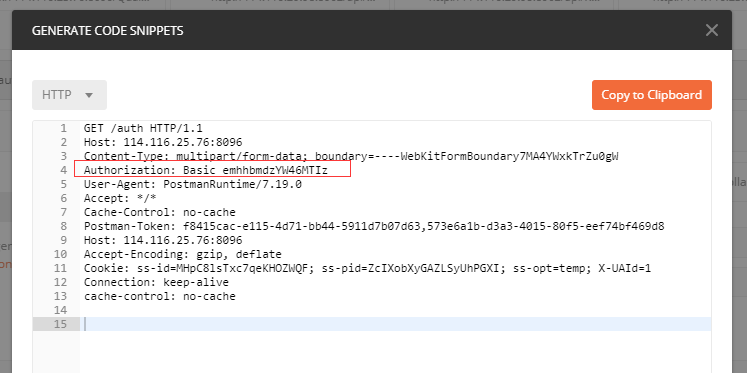 GENERATE CODE SNIPPETS
HTTP
Copy to Clipboard
1 GET /auth HTTP/1.1
2 Host: 114.116.25.76:8096
3 Content-Type: multipart/form-data; boundary=----WebKitFormBoundary7MA4YWxkTrZu0gW
4 Authorization: Basic emhhbmdzYW46MTIz
5 User-Agent: PostmanRuntime/7.19.0
6 Accept: */*
7 Cache-Control: no-cache
8 Postman-Token: f8415cac-e115-4d71-bb44-5911d7b07d63,573e6a1b-d3a3-4015-80f5-eef74bf469d8
9 Host: 114.116.25.76:8096
10 Accept-Encoding: gzip, deflate
11 Cookie: ss-id=MHpC8lsTxc7qeKHOZWQF; ss-pid=ZcIXobXyGAZLSyUhPGXI; ss-opt=temp; X-UAId=1
12 Connection: keep-alive
13 cache-control: no-cache
14
15